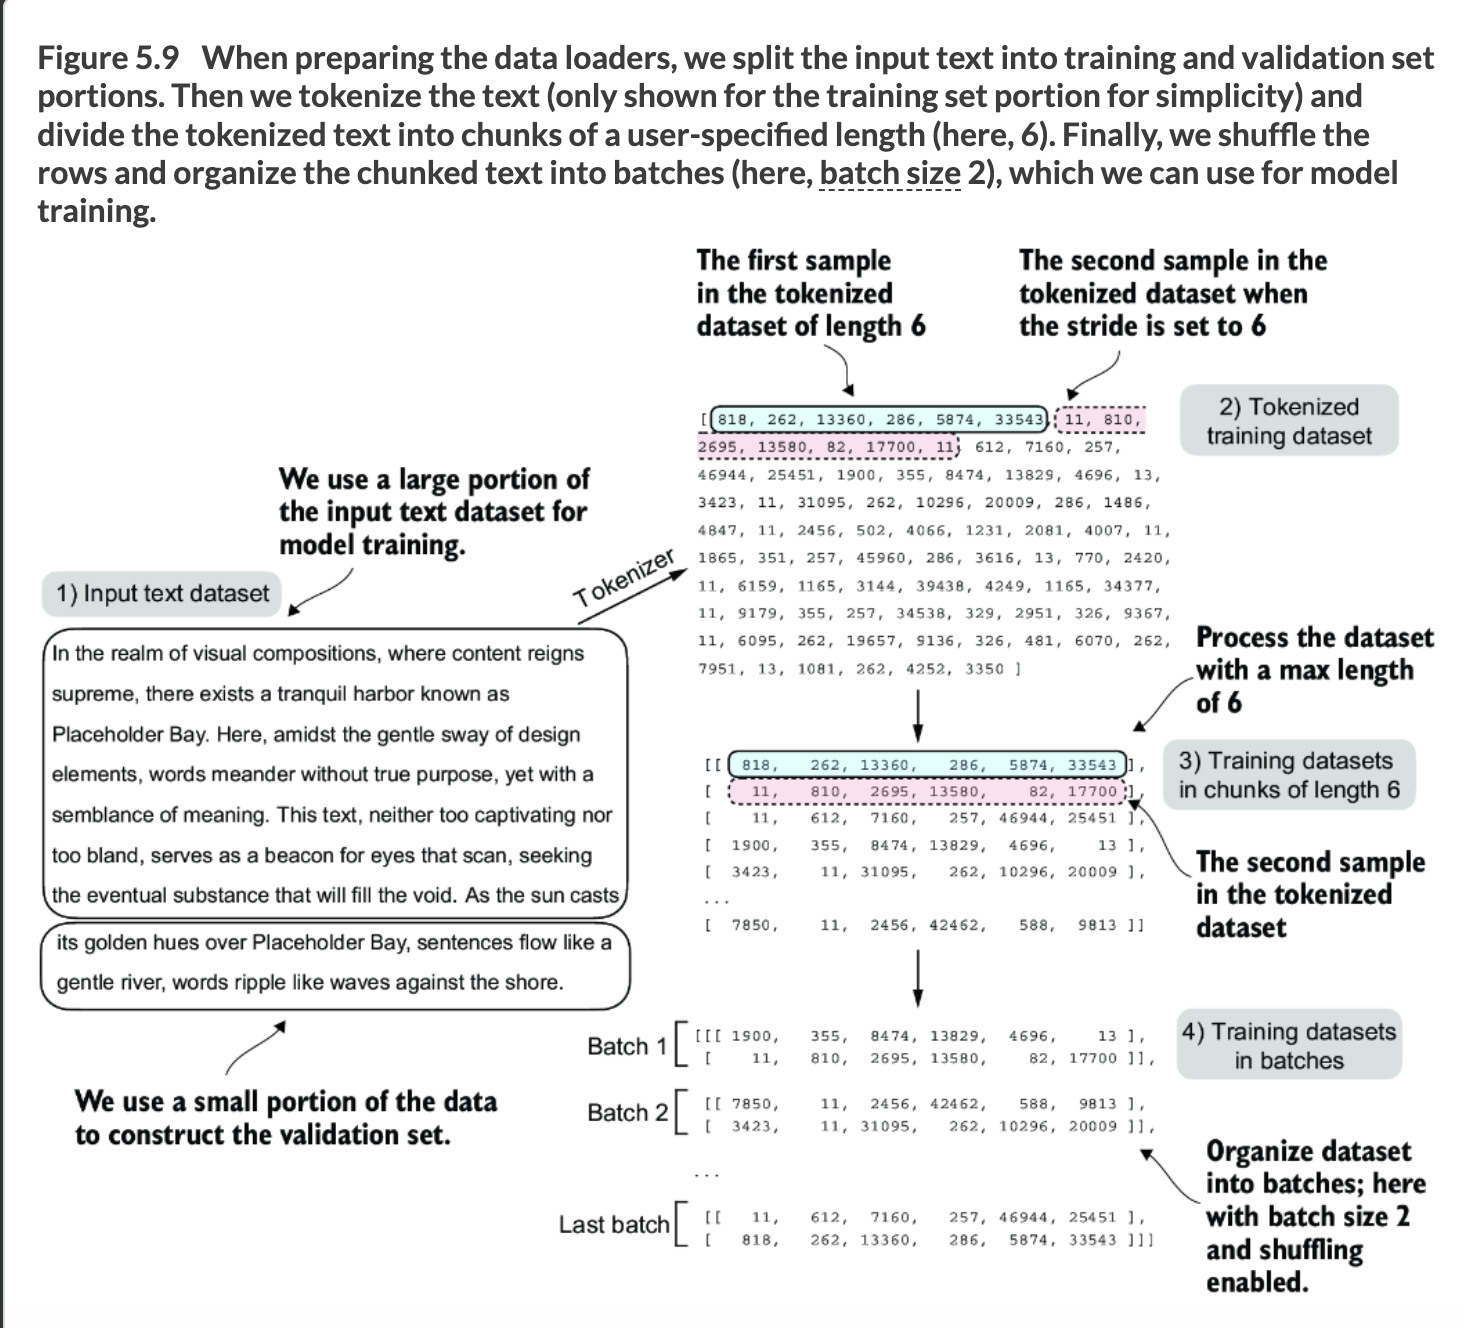 Figure 5.9 When preparing the data loaders, we split the input text into training and validation set
portions. Then we tokenize the text (only shown for the training set portion for simplicity) and
divide the tokenized text into chunks of a user-specified length (here, 6). Finally, we shuffle the
rows and organize the chunked text into batches (here, batch size 2), which we can use for model
training.
The first sample
in the tokenized
dataset of length 6
The second sample in the
tokenized dataset when
the stride is set to 6
[ 818, 262, 13360, 286, 5874, 33543, 11, 810,
2695, 13580, 82, 17700, 11, 612, 7160, 257,
46944, 25451, 1900, 355, 8474, 13829, 4696, 13,
3423, 11, 31095, 262, 10296, 20009, 286, 1486,
4847, 11, 2456, 502, 4066, 1231, 2081, 4007, 11,
1865, 351, 257, 45960, 286, 3616, 13, 770, 2420,
11, 6159, 1165, 3144, 39438, 4249, 1165, 34377,
11, 9179, 355, 257, 34538, 329, 2951, 326, 9367,
11, 6095, 262, 19657, 9136, 326, 481, 6070, 262,
7951, 13, 1081, 262, 4252, 3350 ]
2) Tokenized
training dataset
We use a large portion of
the input text dataset for
model training.
Tokenizer
1) Input text dataset
In the realm of visual compositions, where content reigns
supreme, there exists a tranquil harbor known as
Placeholder Bay. Here, amidst the gentle sway of design
elements, words meander without true purpose, yet with a
semblance of meaning. This text, neither too captivating nor
too bland, serves as a beacon for eyes that scan, seeking
the eventual substance that will fill the void. As the sun casts
its golden hues over Placeholder Bay, sentences flow like a
gentle river, words ripple like waves against the shore.
We use a small portion of the data
to construct the validation set.
Process the dataset
with a max length
of 6
[[ 818, 262, 13360, 286, 5874, 33543 ],
[ 11, 810, 2695, 13580, 82, 17700 ],
[ 11, 612, 7160, 257, 46944, 25451 ],
[ 1900, 355, 8474, 13829, 4696, 13 ],
[ 3423, 11, 31095, 262, 10296, 20009 ],
...
[ 7850, 11, 2456, 42462, 588, 9813 ]]
3) Training datasets
in chunks of length 6
The second sample
in the tokenized
dataset
Batch 1
[[[ 1900, 355, 8474, 13829, 4696, 13 ],
[ 11, 810, 2695, 13580, 82, 17700 ]],
Batch 2
[[ 7850, 11, 2456, 42462, 588, 9813 ],
[ 3423, 11, 31095, 262, 10296, 20009 ]],
...
Last batch
[[ 11, 612, 7160, 257, 46944, 25451 ],
[ 818, 262, 13360, 286, 5874, 33543 ]]]
4) Training datasets
in batches
Organize dataset
into batches; here
with batch size 2
and shuffling
enabled.